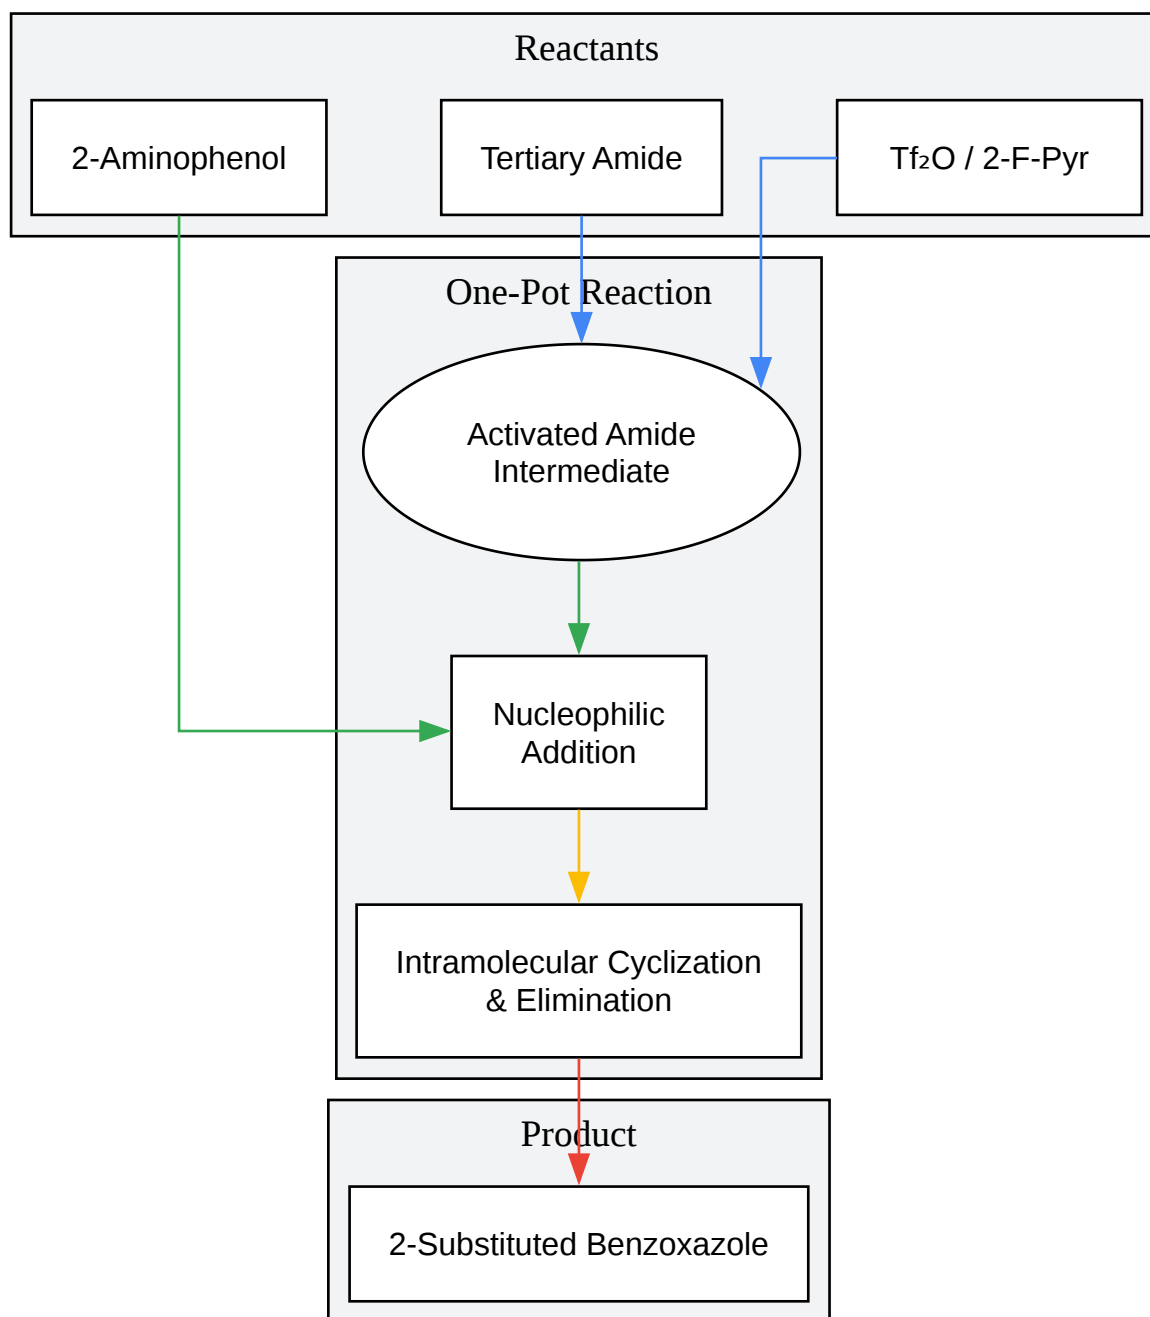 Reactants
2-Aminophenol
Tertiary Amide
Tf₂O / 2-F-Pyr
One-Pot Reaction
Activated Amide
Intermediate
Nucleophilic
Addition
Intramolecular Cyclization
& Elimination
Product
2-Substituted Benzoxazole